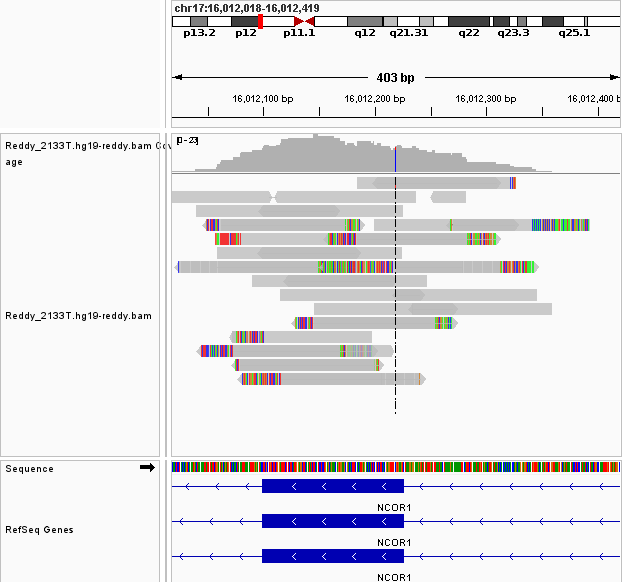 chr17:16,012,018-16,012,419
p13.2 p12 p11.1 q12 q21.31 q22 q23.3 q25.1
403 bp
16,012,100 bp 16,012,200 bp 16,012,300 bp 16,012,400 b
Reddy_2133T.hg19-reddy.bam Cov
age
[0-23]
Reddy_2133T.hg19-reddy.bam
Sequence
NCOR1
RefSeq Genes
NCOR1
NCOR1